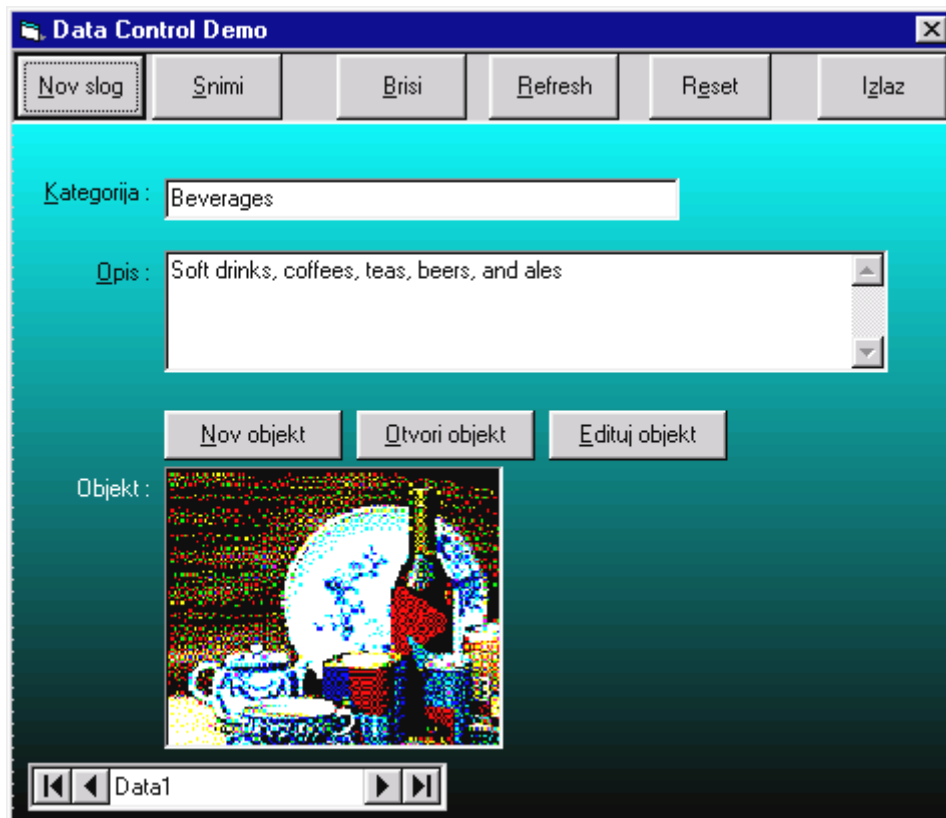 Data Control Demo
Nov slog Snimi Brisi Refresh Reset Izlaz
Kategorija : Beverages
Opis : Soft drinks, coffees, teas, beers, and ales
Nov objekt Otvori objekt Edituj objekt
Objekt :
Data1